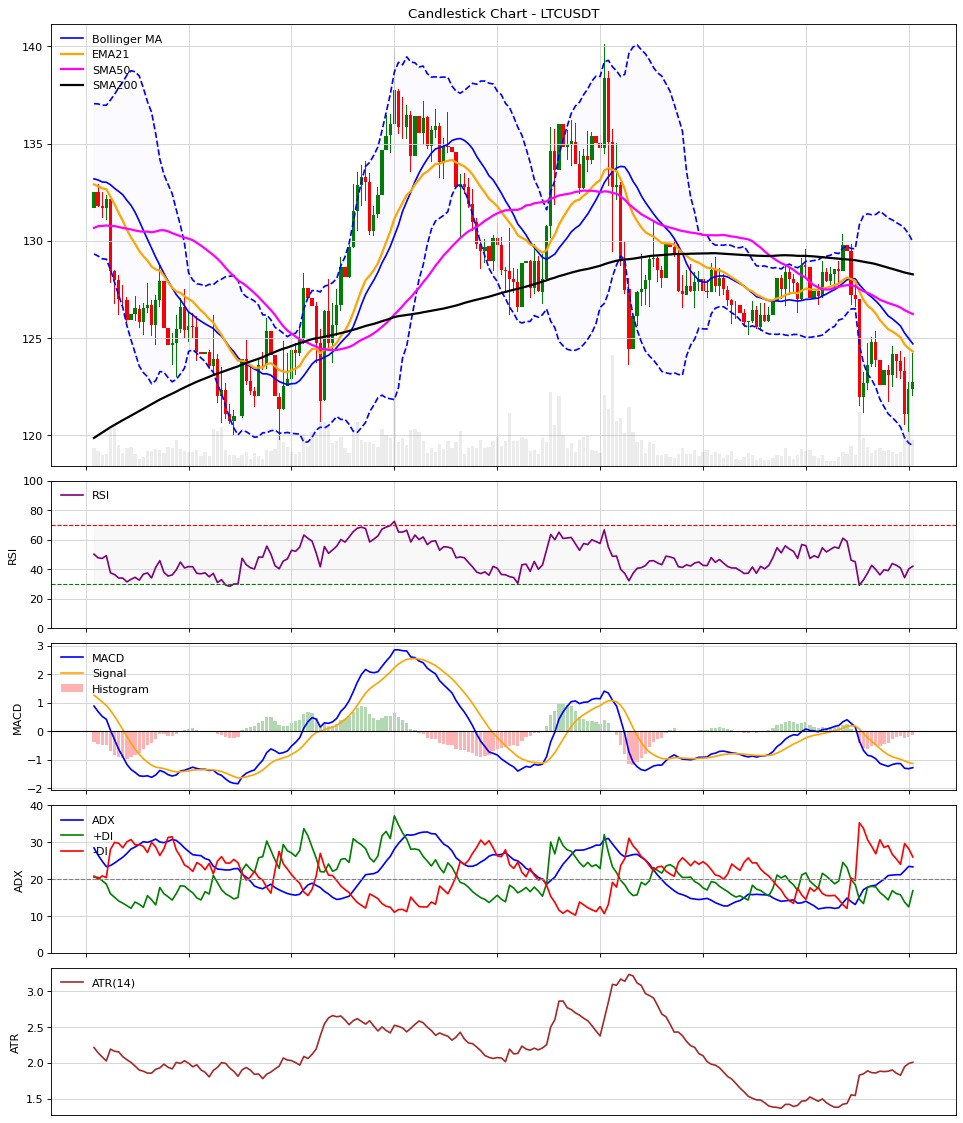 Candlestick Chart - LTCUSDT
Bollinger MA
EMA21
SMA50
SMA200
140
135
130
125
120
RSI
100
80
60
40
20
0
RSI
MACD
Signal
Histogram
3
2
1
0
−1
−2
MACD
ADX
+DI
-DI
40
30
20
10
0
ADX
ATR(14)
3.0
2.5
2.0
1.5
ATR